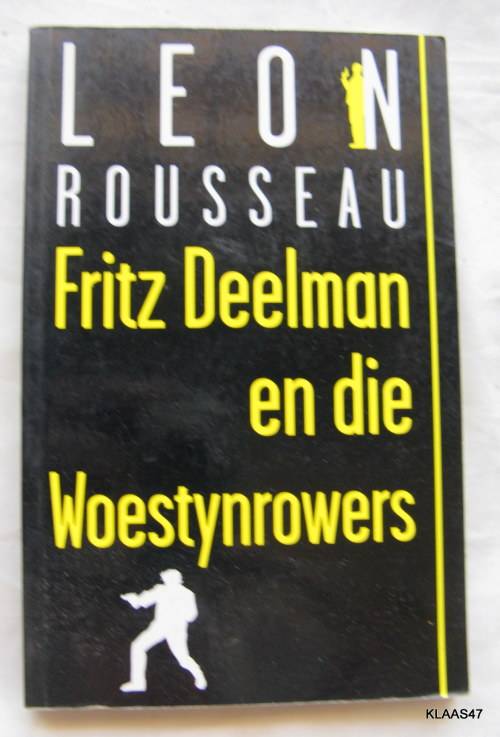 LEON
ROUSSEAU
Fritz Deelman
en die
Woestynrowers
KLAAS47